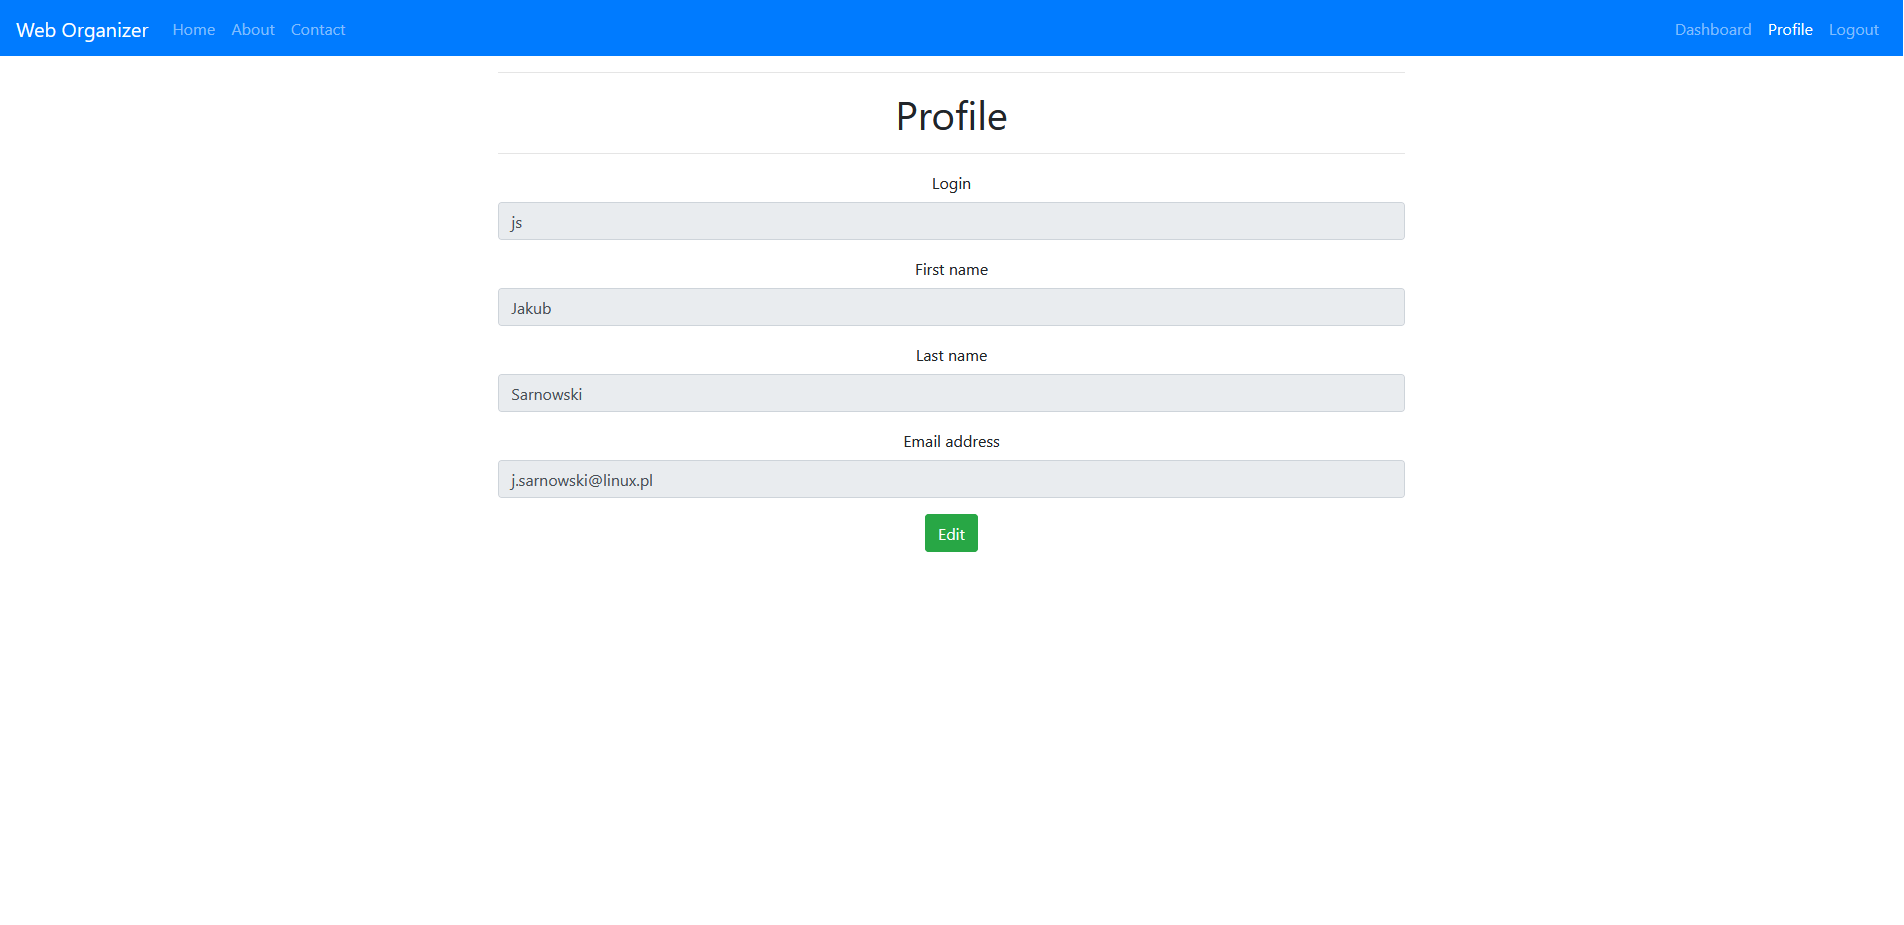 Web Organizer Home About Contact Dashboard Profile Logout
Profile
Login
js
First name
Jakub
Last name
Sarnowski
Email address
j.sarnowski@linux.pl
Edit